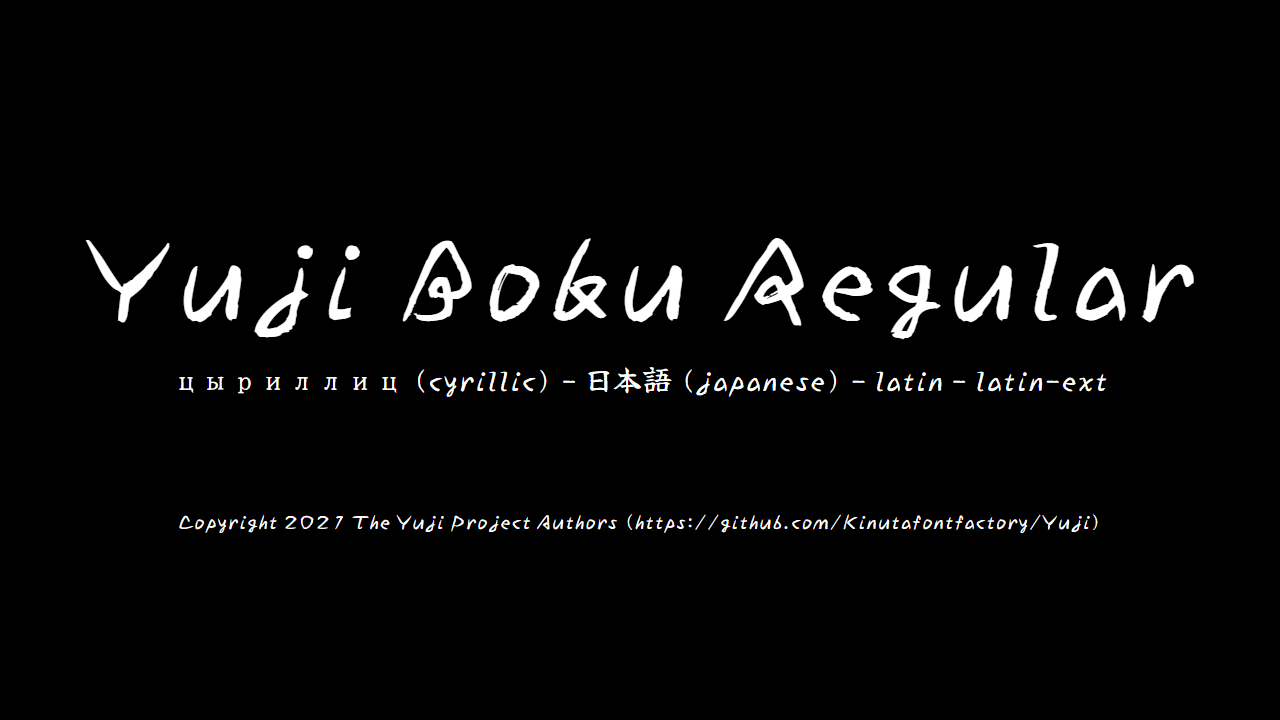 Yuji Boku Regular
цыриллиц (cyrillic) - 日本語 (japanese) - latin - latin-ext
Copyright 2021 The Yuji Project Authors (https://github.com/Kinutafontfactory/Yuji)